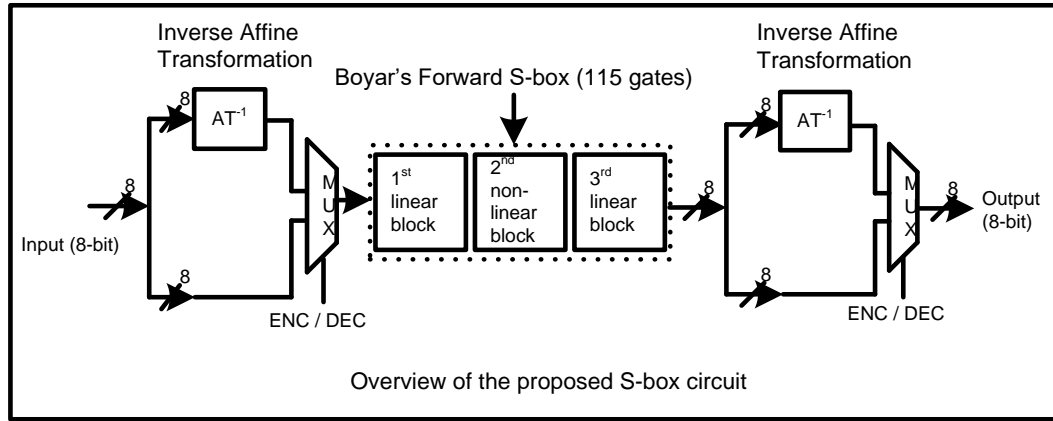 Inverse Affine
Transformation
Inverse Affine
Transformation
Boyar's Forward S-box (115 gates)
8
AT-1
8
AT-1
8
Input (8-bit)
M
U
X
1st
linear
block
2nd
non-
linear
block
3rd
linear
block
8
M
U
X
8
Output
(8-bit)
8
ENC / DEC
8
ENC / DEC
Overview of the proposed S-box circuit